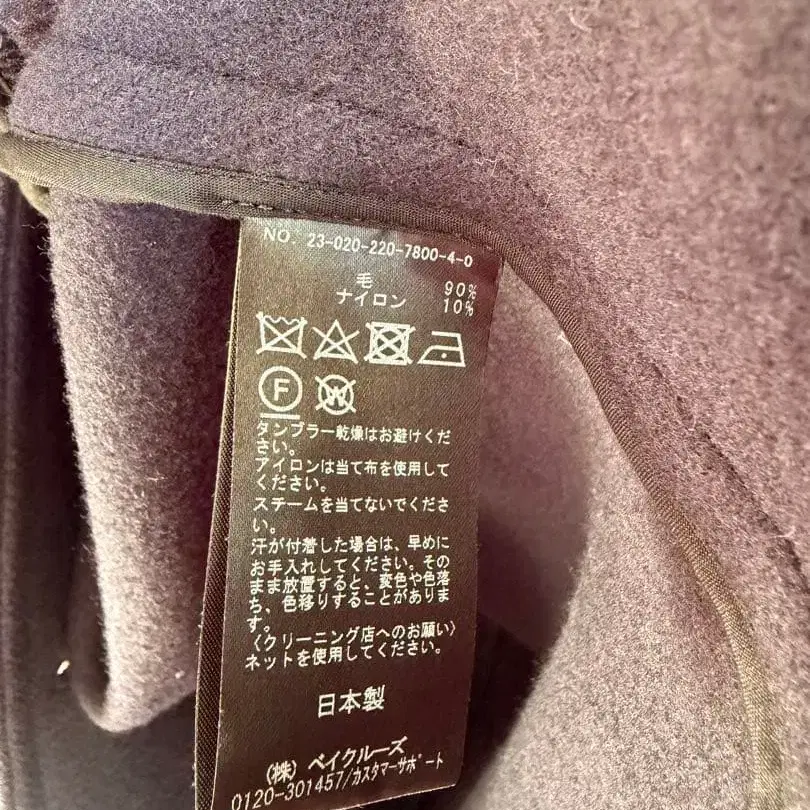 NO. 23-020-220-7800-4-0
毛 90%
ナイロン 10%
F W
タンブラー乾燥はお避けくだ
さい。
アイロンは当て布を使用して
ください。
スチームを当てないでくださ
い。
汗が付着した場合は、早めに
お手入れしてください。その
まま放置すると、変色や色落
ち、色移りすることがありま
す。
〈クリーニング店へのお願い〉
ネットを使用してください。
日本製
(株) ベイクルーズ
0120-301457/カスタマーサポート